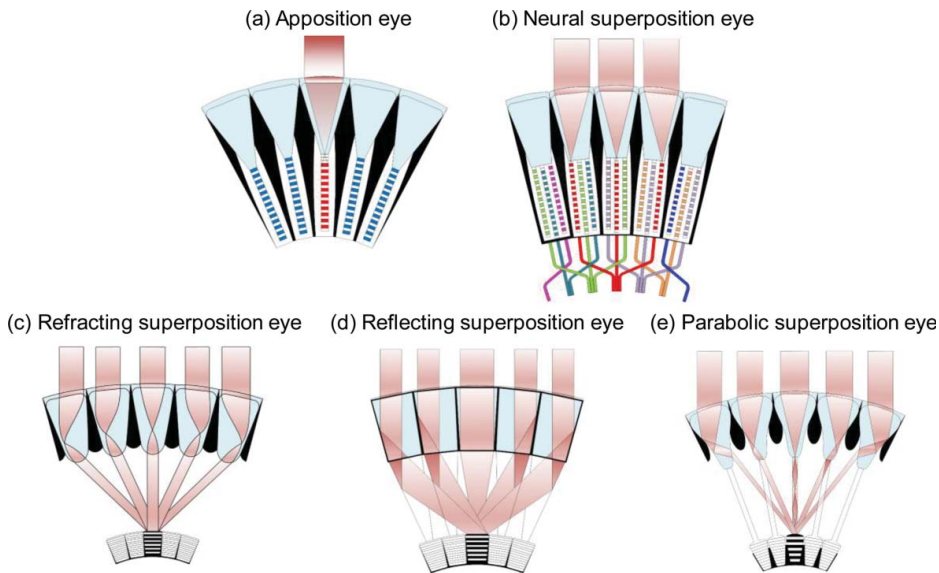 (a) Apposition eye
(b) Neural superposition eye
(c) Refracting superposition eye
(d) Reflecting superposition eye
(e) Parabolic superposition eye